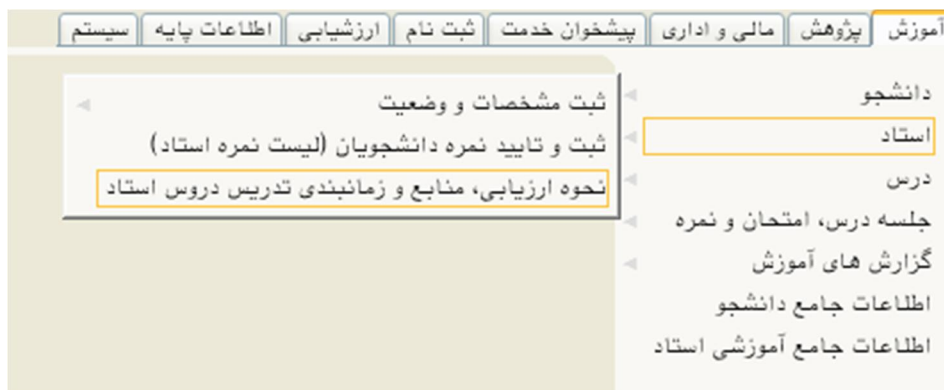 آموزش پژوهش مالی و اداری پیشخوان خدمت ثبت نام ارزشیابی اطلاعات پایه سیستم
دانشجو
استاد
درس
جلسه درس، امتحان و نمره
گزارش های آموزش
اطلاعات جامع دانشجو
اطلاعات جامع آموزشی استاد
ثبت مشخصات و وضعیت
ثبت و تایید نمره دانشجویان (لیست نمره استاد)
نحوه ارزیابی، منابع و زمانبندی تدریس دروس استاد